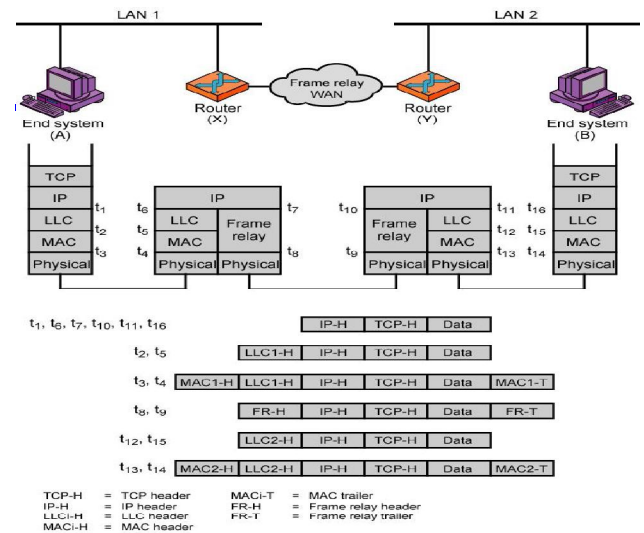 LAN 1 LAN 2
Frame relay
WAN
End system
(A)
Router
(X)
Router
(Y)
End system
(B)
TCP TCP
IP IP IP IP
t1 t6 t7 t10 t11 t16
LLC LLC Frame relay Frame relay LLC LLC
t2 t5 t12 t15
MAC MAC MAC MAC
t3 t4 t8 t9 t13 t14
Physical Physical Physical Physical Physical Physical
t1, t6, t7, t10, t11, t16 IP-H TCP-H Data
t2, t5 LLC1-H IP-H TCP-H Data
t3, t4 MAC1-H LLC1-H IP-H TCP-H Data MAC1-T
t8, t9 FR-H IP-H TCP-H Data FR-T
t12, t15 LLC2-H IP-H TCP-H Data
t13, t14 MAC2-H LLC2-H IP-H TCP-H Data MAC2-T
TCP-H = TCP header MACi-T = MAC trailer
IP-H = IP header FR-H = Frame relay header
LLCi-H = LLC header FR-T = Frame relay trailer
MACi-H = MAC header